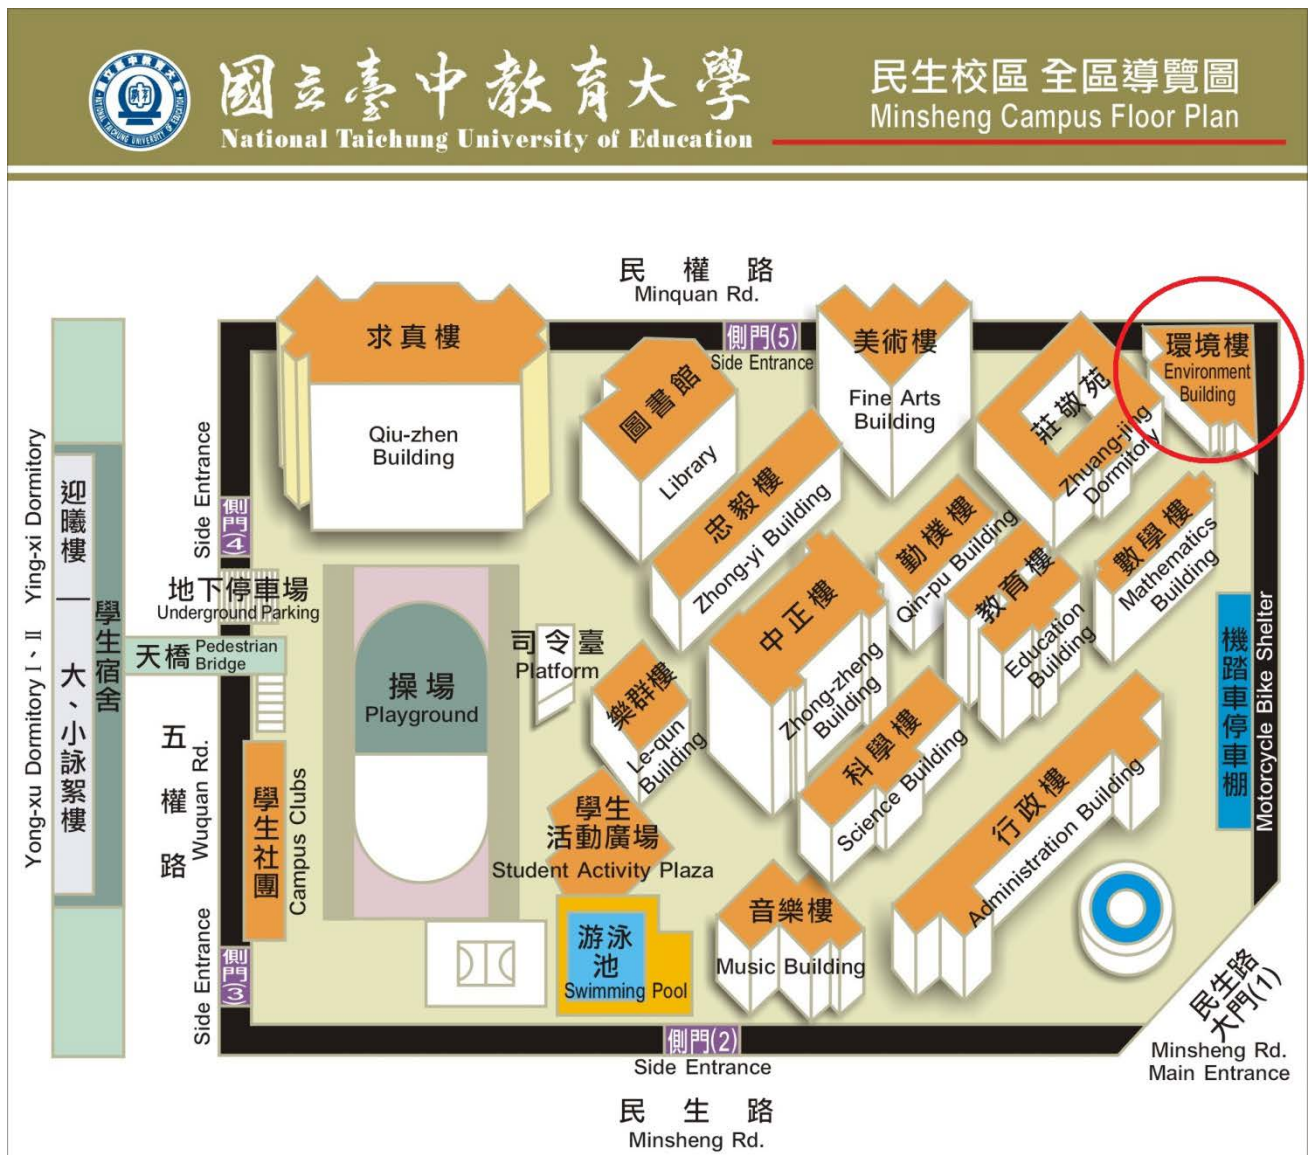 國立臺中教育大學
National Taichung University of Education
民生校區 全區導覽圖
Minsheng Campus Floor Plan
民權路
Minquan Rd.
求真樓
Qiu-zhen
Building
圖書館
Library
側門(5)
Side Entrance
美術樓
Fine Arts
Building
莊敬苑
Zhuang-jing
Dormitory
環境樓
Environment
Building
忠毅樓
Zhong-yi Building
勤樸樓
Qin-pu Building
教育樓
Education
Building
數學樓
Mathematics
Building
中正樓
Zhong-zheng
Building
Side Entrance
側門(4)
地下停車場
Underground Parking
天橋
Pedestrian
Bridge
Ying-xi Dormitory
迎曦樓
學生宿舍
Yong-xu Dormitory I、II
大、小詠絮樓
五權路
Wuquan Rd.
操場
Playground
司令臺
Platform
樂群樓
Le-qun
Building
科學樓
Science Building
行政樓
Administration Building
機踏車停車棚
Motorcycle Bike Shelter
學生社團
Campus Clubs
學生
活動廣場
Student Activity Plaza
游泳
池
Swimming Pool
音樂樓
Music Building
Side Entrance
側門(3)
側門(2)
Side Entrance
民生路
大門(1)
Minsheng Rd.
Main Entrance
民生路
Minsheng Rd.